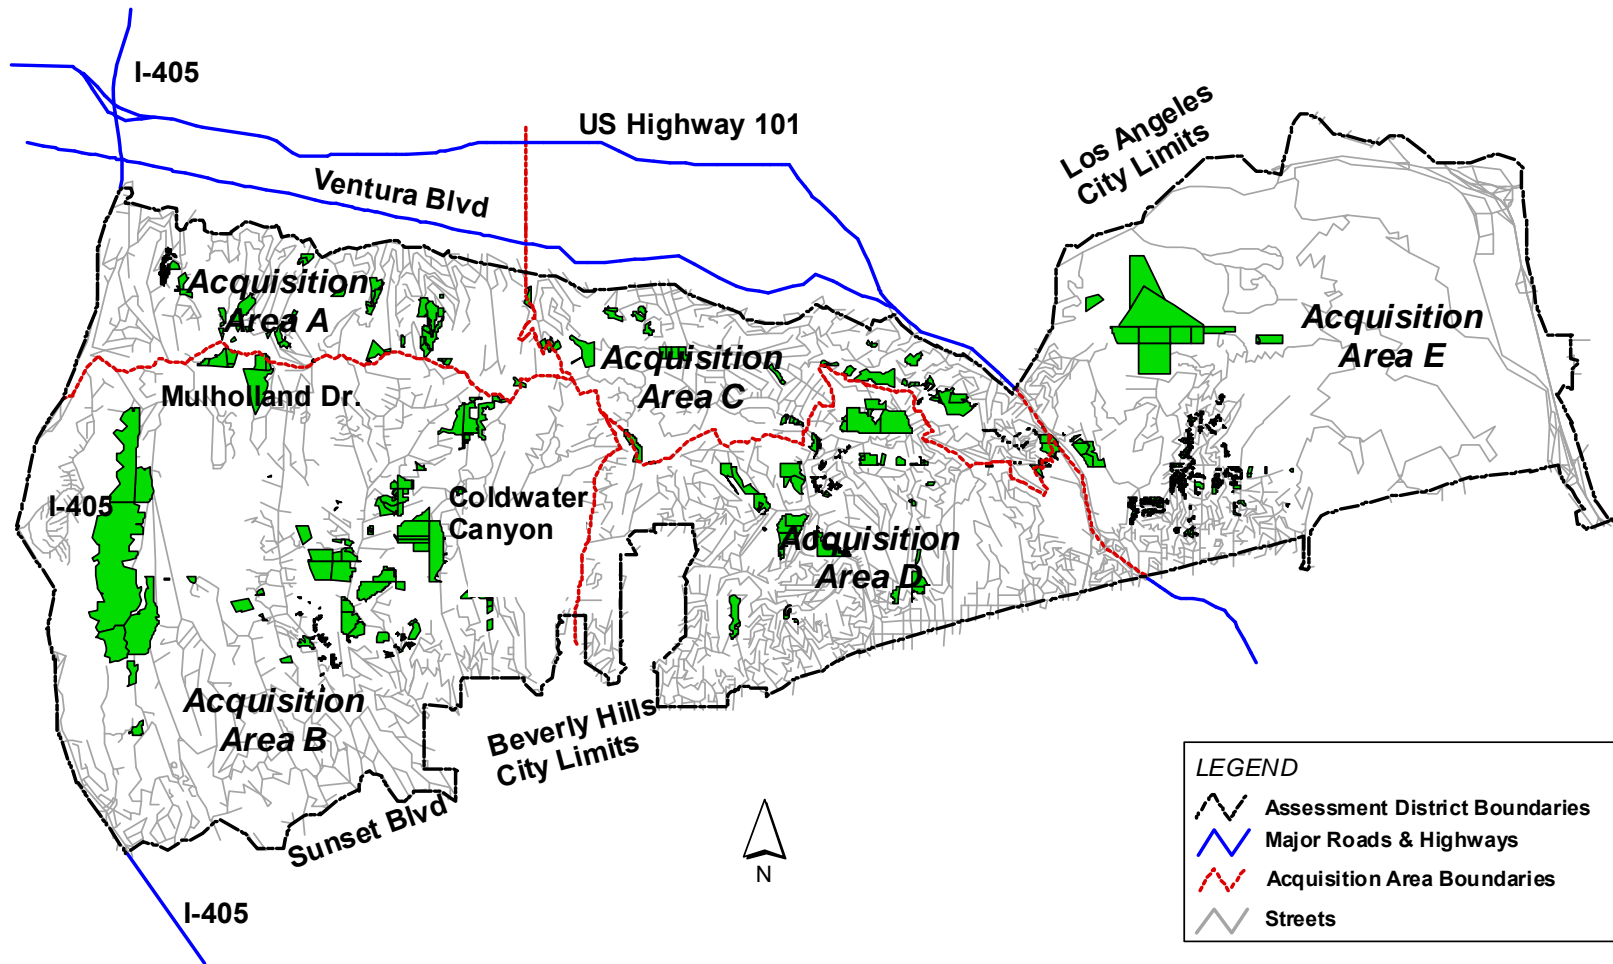 I-405
US Highway 101
Los Angeles
City Limits
Ventura Blvd
Acquisition
Area A
Acquisition
Area E
Acquisition
Area C
Mulholland Dr.
I-405
Coldwater
Canyon
Acquisition
Area D
Acquisition
Area B
Beverly Hills
City Limits
Sunset Blvd
I-405
N
LEGEND
Assessment District Boundaries
Major Roads & Highways
Acquisition Area Boundaries
Streets